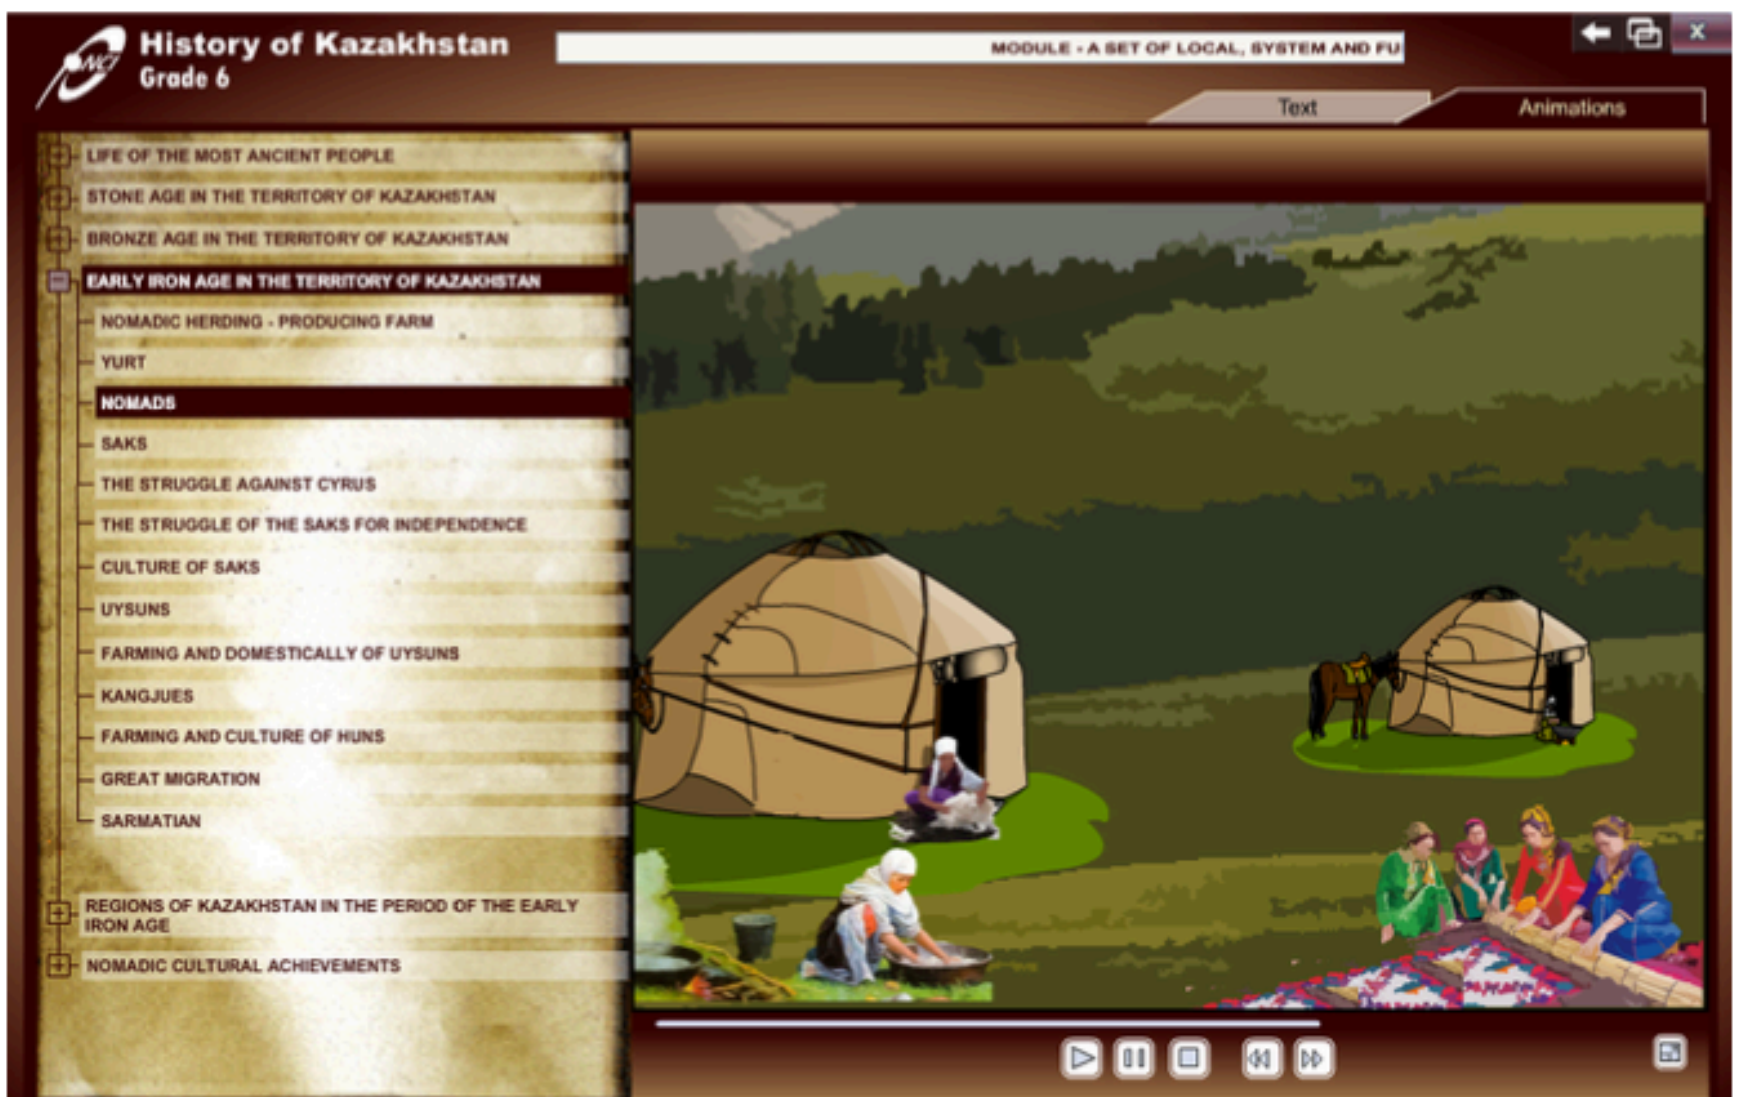 History of Kazakhstan
Grade 6
MODULE - A SET OF LOCAL, SYSTEM AND FU
Text
Animations
LIFE OF THE MOST ANCIENT PEOPLE
STONE AGE IN THE TERRITORY OF KAZAKHSTAN
BRONZE AGE IN THE TERRITORY OF KAZAKHSTAN
EARLY IRON AGE IN THE TERRITORY OF KAZAKHSTAN
NOMADIC HERDING - PRODUCING FARM
YURT
NOMADS
SAKS
THE STRUGGLE AGAINST CYRUS
THE STRUGGLE OF THE SAKS FOR INDEPENDENCE
CULTURE OF SAKS
UYSUNS
FARMING AND DOMESTICALLY OF UYSUNS
KANGJUES
FARMING AND CULTURE OF HUNS
GREAT MIGRATION
SARMATIAN
REGIONS OF KAZAKHSTAN IN THE PERIOD OF THE EARLY
IRON AGE
NOMADIC CULTURAL ACHIEVEMENTS